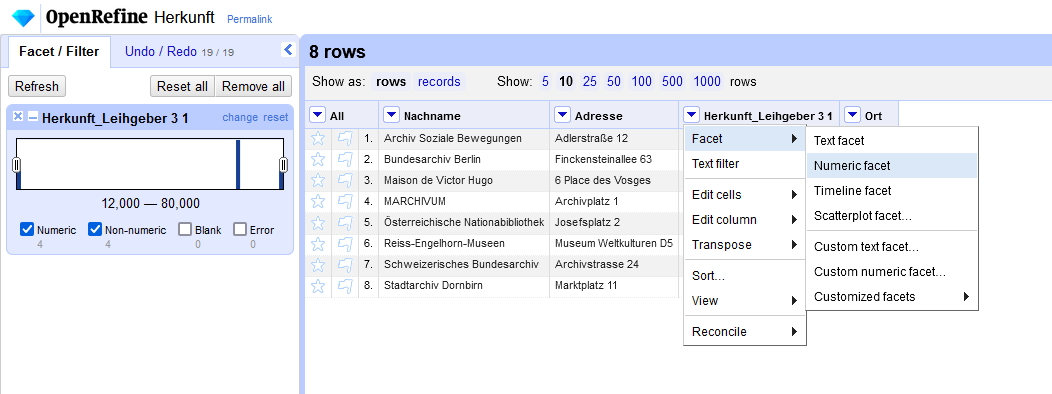 OpenRefine Herkunft Permalink
Facet / Filter Undo / Redo 19 / 19
8 rows
Refresh Reset all Remove all
Show as: rows records Show: 5 10 25 50 100 500 1000 rows
Herkunft_Leihgeber 3 1 change reset
12,000 — 80,000
Numeric Non-numeric Blank Error
4 4 0 0
All Nachname Adresse Herkunft_Leihgeber 3 1 Ort
1. Archiv Soziale Bewegungen Adlerstraße 12
2. Bundesarchiv Berlin Finckensteinallee 63
3. Maison de Victor Hugo 6 Place des Vosges
4. MARCHIVUM Archivplatz 1
5. Österreichische Nationabibliothek Josefsplatz 2
6. Reiss-Engelhorn-Museen Museum Weltkulturen D5
7. Schweizerisches Bundesarchiv Archivstrasse 24
8. Stadtarchiv Dornbirn Marktplatz 11
Facet
Text filter
Edit cells
Edit column
Transpose
Sort...
View
Reconcile
Text facet
Numeric facet
Timeline facet
Scatterplot facet...
Custom text facet...
Custom numeric facet...
Customized facets